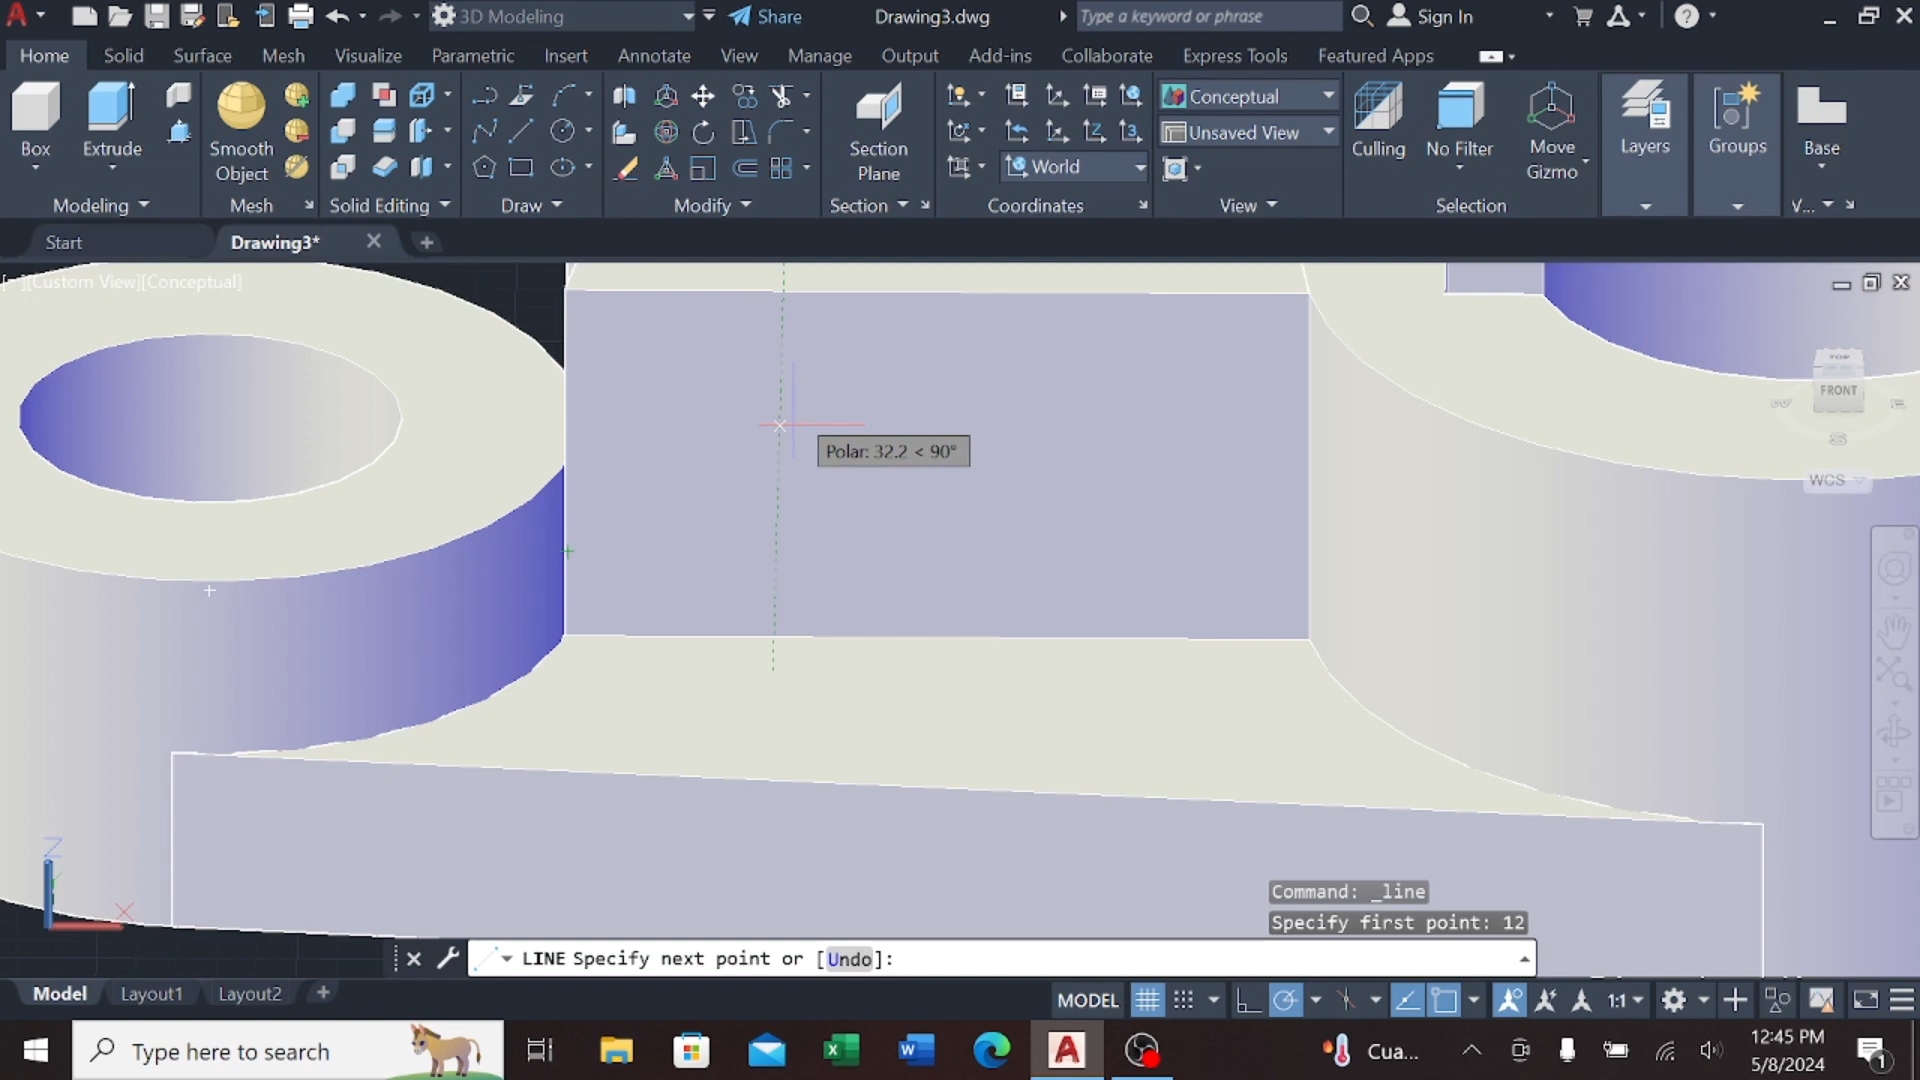 3D Modeling
Share
Drawing3.dwg
Type a keyword or phrase
Sign In
Home Solid Surface Mesh Visualize Parametric Insert Annotate View Manage Output Add-ins Collaborate Express Tools Featured Apps
Box
Extrude
Smooth Object
Section Plane
World
Conceptual
Unsaved View
Culling
No Filter
Move Gizmo
Layers
Groups
Base
Modeling
Mesh
Solid Editing
Draw
Modify
Section
Coordinates
View
Selection
V...
Start
Drawing3*
[-][Custom View][Conceptual]
TOP
FRONT
WCS
Polar: 32.2 < 90°
Z
X
Command: _line
Specify first point: 12
LINE Specify next point or [Undo]:
Model Layout1 Layout2
MODEL
1:1
Type here to search
Cua...
12:45 PM
5/8/2024
1